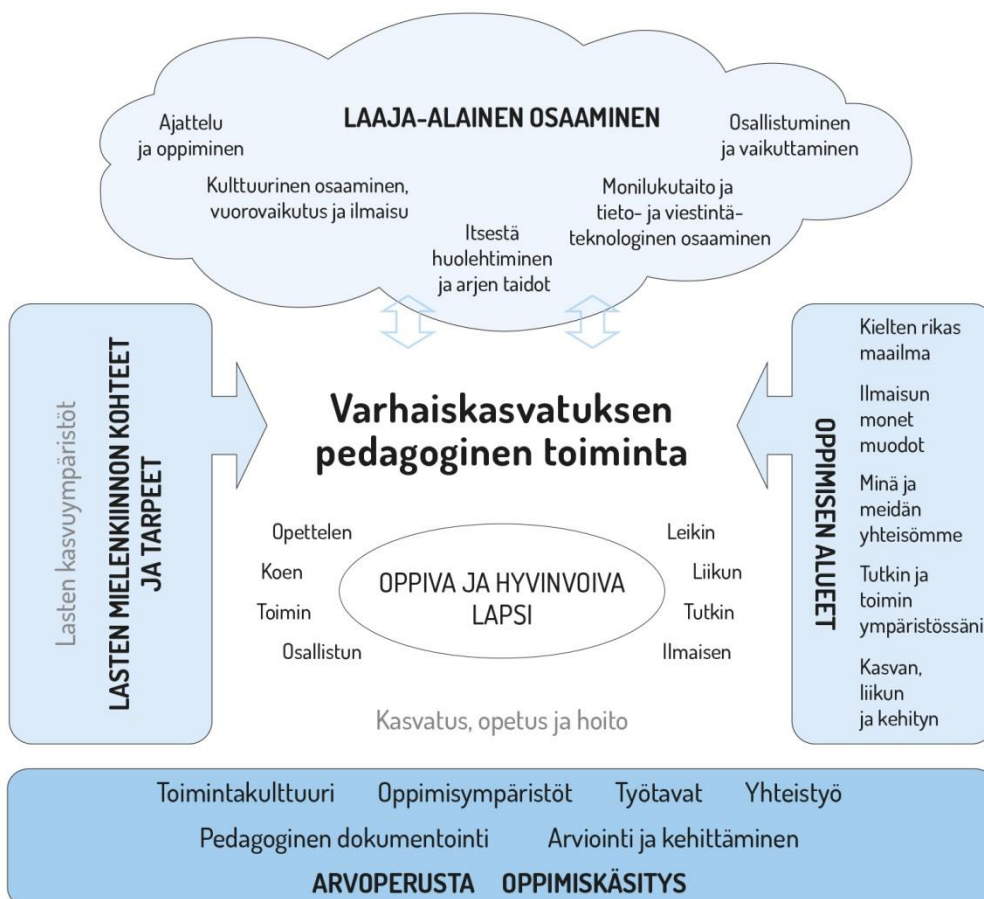 LAAJA-ALAINEN OSAAMINEN
Ajattelu
ja oppiminen
Kulttuurinen osaaminen,
vuorovaikutus ja ilmaisu
Itsestä
huolehtiminen
ja arjen taidot
Monilukutaito ja
tieto- ja viestintä-
teknologinen osaaminen
Osallistuminen
ja vaikuttaminen
Lasten kasvuympäristöt
LASTEN MIELENKIINNON KOHTEET
JA TARPEET
Varhaiskasvatuksen
pedagoginen toiminta
Opettelen
Koen
Toimin
Osallistun
OPPIVA JA HYVINVOIVA
LAPSI
Leikin
Liikun
Tutkin
Ilmaisen
Kasvatus, opetus ja hoito
OPPIMISEN ALUEET
Kielten rikas
maailma
Ilmaisun
monet
muodot
Minä ja
meidän
yhteisömme
Tutkin ja
toimin
ympäristössäni
Kasvan,
liikun
ja kehityn
Toimintakulttuuri Oppimisympäristöt Työtavat Yhteistyö
Pedagoginen dokumentointi Arviointi ja kehittäminen
ARVOPERUSTA OPPIMISKÄSITYS